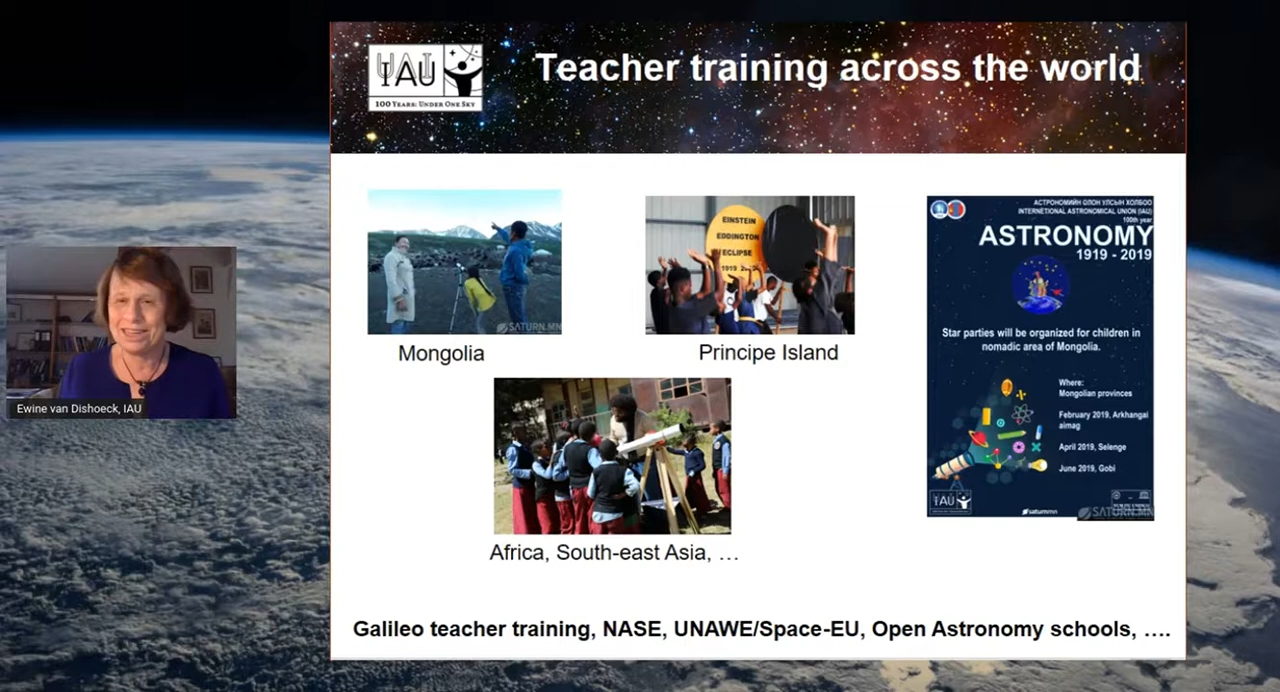 IAU
100 Years: Under One Sky
Teacher training across the world
SATURN.MN
Mongolia
EINSTEIN
EDDINGTON
ECLIPSE
1919
Principe Island
Africa, South-east Asia, …
АСТРОНОМИЙН ОЛОН УЛСЫН ХОЛБОО
INTERNETIONAL ASTRONOMICAL UNION (IAU)
100th year
ASTRONOMY
1919 - 2019
Star parties will be organized for children in
nomadic area of Mongolia.
Where:
Mongolian provinces
February 2019, Arkhangai
aimag
April 2019, Selenge
June 2019, Gobi
IAU
saturnmn
SATURN.MN
Galileo teacher training, NASE, UNAWE/Space-EU, Open Astronomy schools, ....
Ewine van Dishoeck, IAU